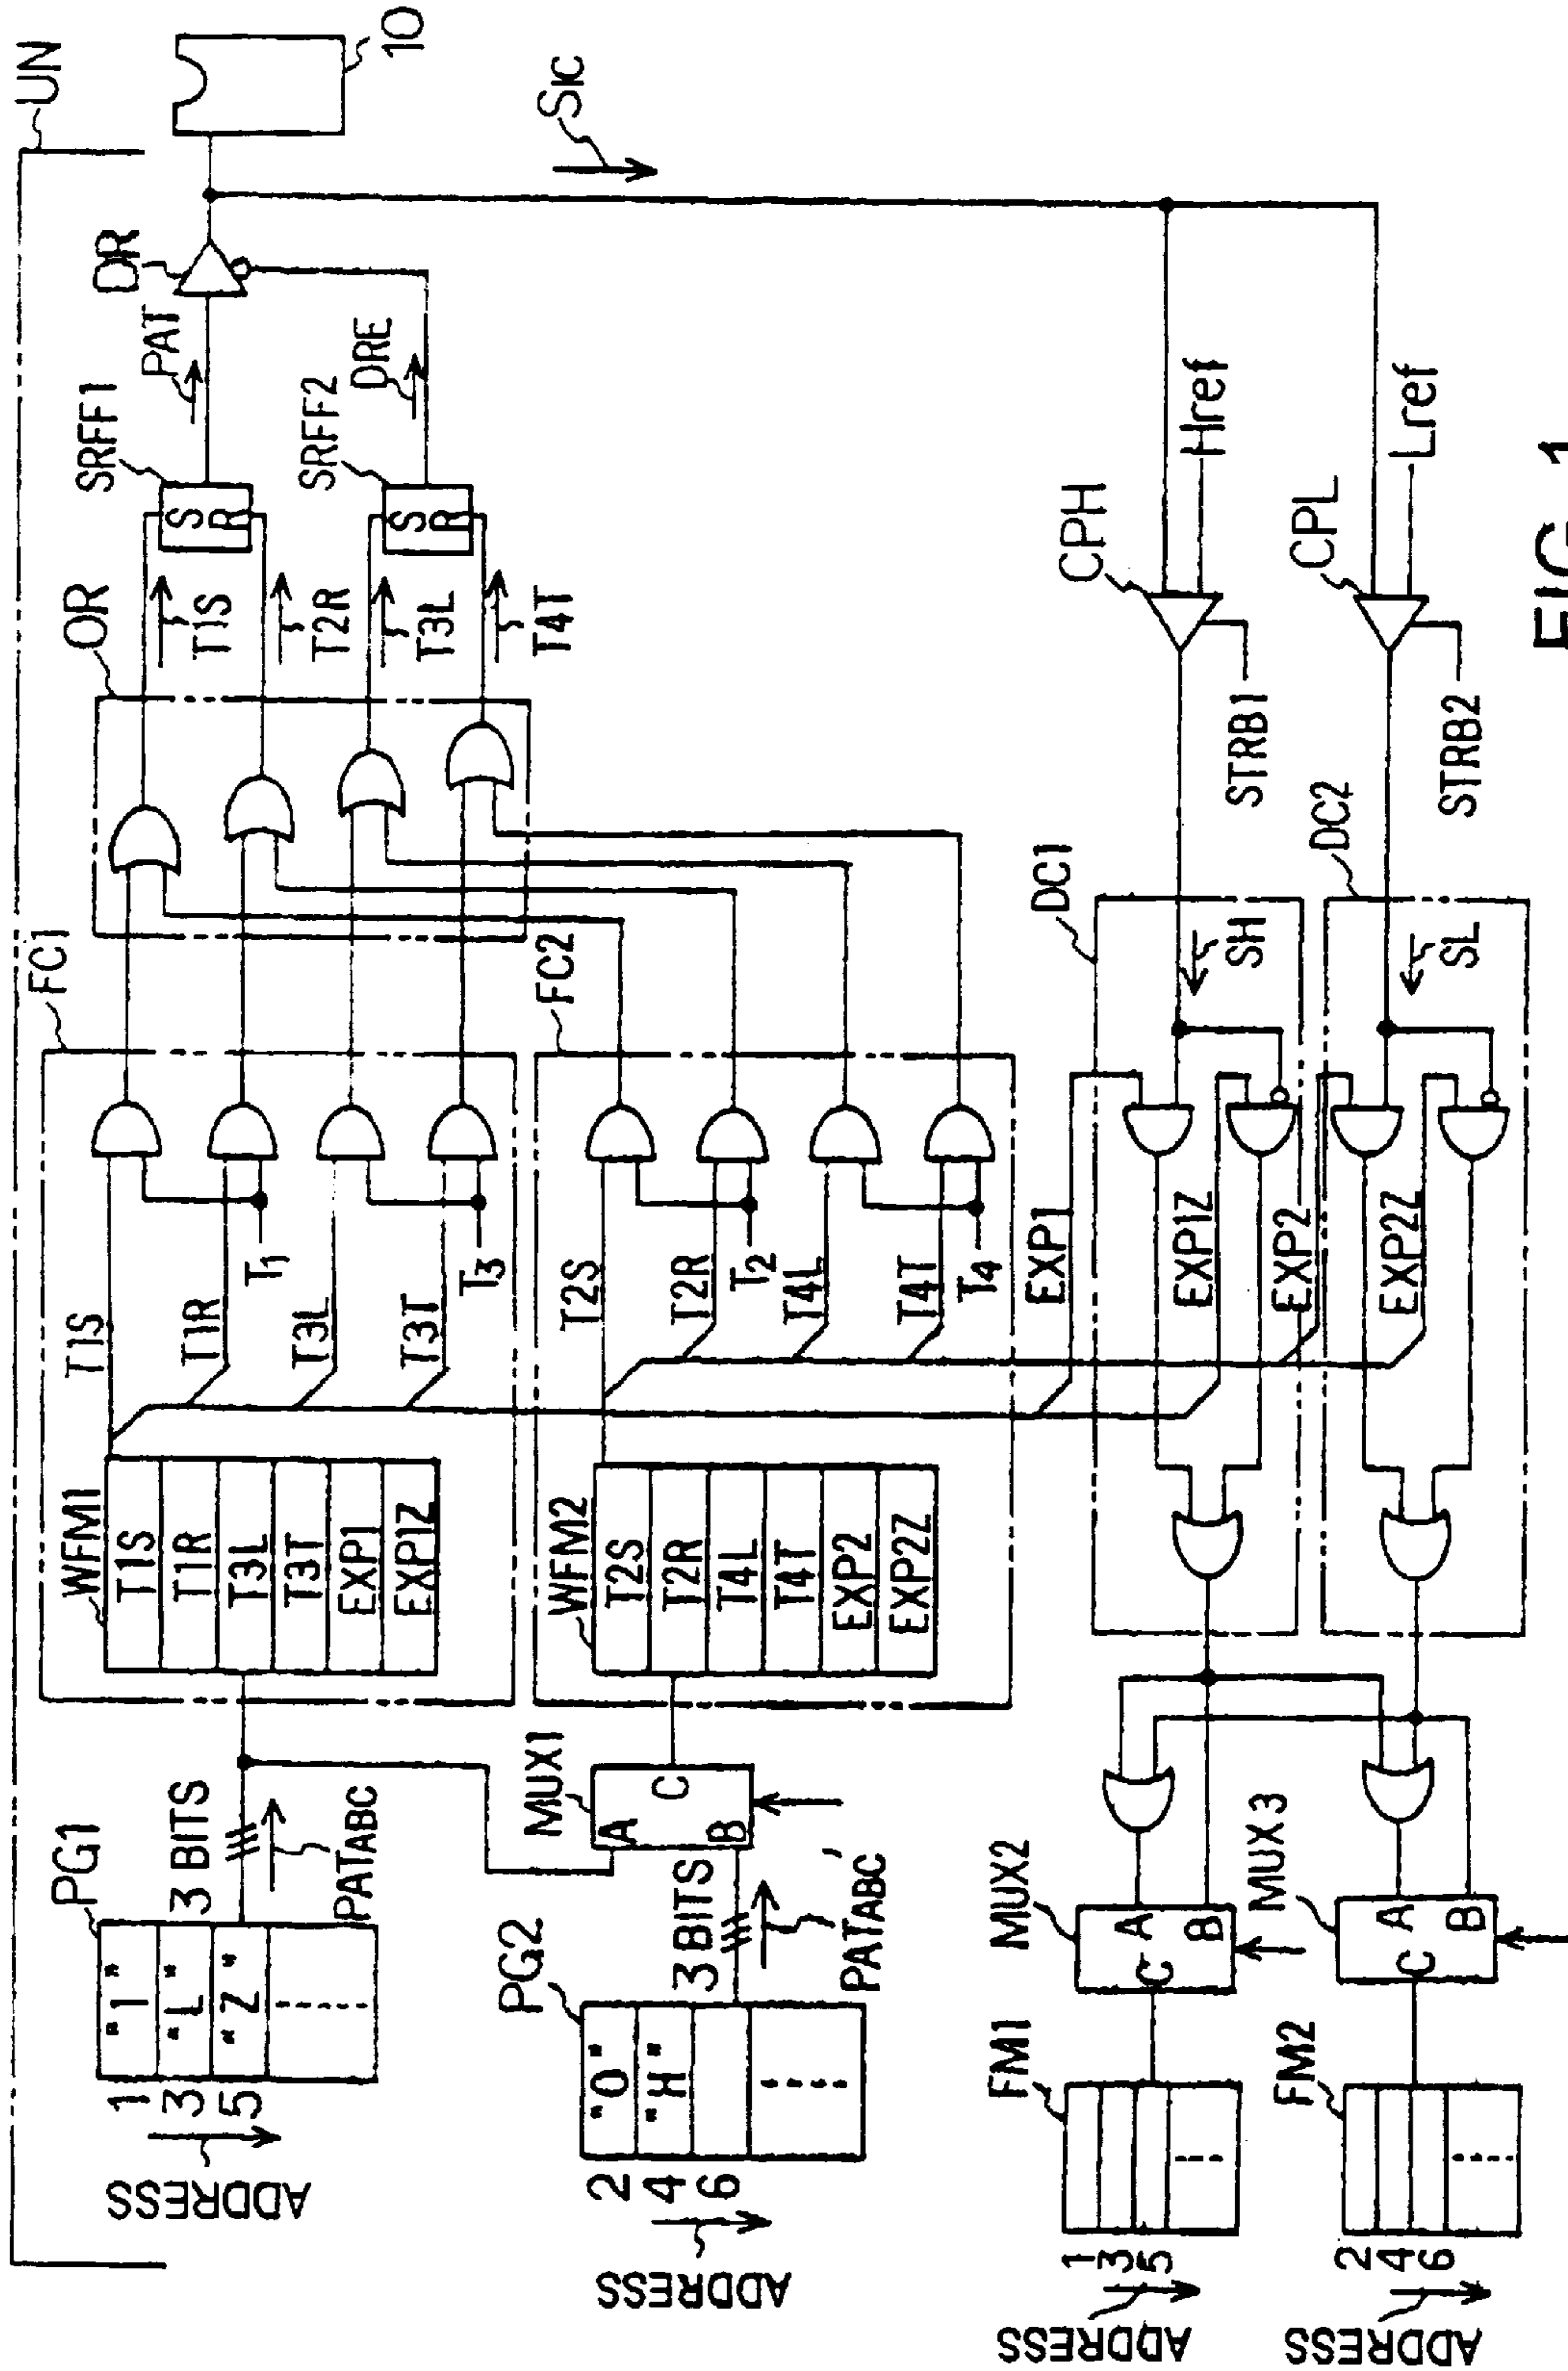 UN
PG1
"1"
"L"
"Z"
1
3
5
ADDRESS
3 BITS
PATABC
WFM1
T1S
T1R
T3L
T3T
EXP1
EXP1Z
FC1
T1S
T1R
T1
T3L
T3T
T3
OR
T1S
T2R
T3L
T4T
SRFF1
S
R
SRFF2
S
R
PAT
DRE
DR
10
SIC
PG2
"0"
"H"
2
4
6
ADDRESS
3 BITS
PATABC'
MUX1
A
B
C
WFM2
T2S
T2R
T4L
T4T
EXP2
EXP2Z
FC2
T2S
T2R
T2
T4L
T4T
T4
FM1
1
3
5
ADDRESS
MUX2
A
B
C
EXP1
EXP1Z
DC1
SH
STRB1
CPH
Href
FM2
2
4
6
ADDRESS
MUX3
A
B
C
EXP2
EXP2Z
DC2
SL
STRB2
CPL
Lref
FIG. 1